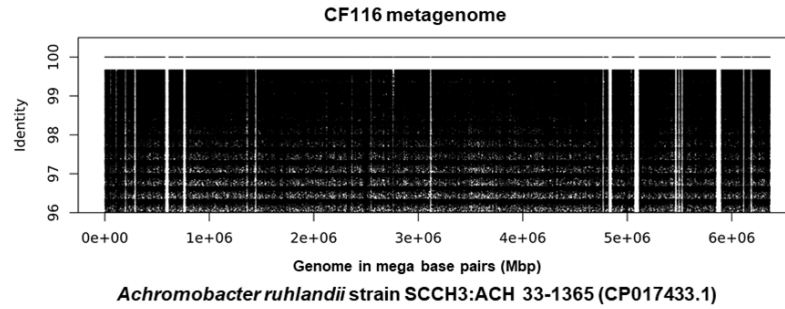 CF116 metagenome
Identity
100
99
98
97
96
0e+00 1e+06 2e+06 3e+06 4e+06 5e+06 6e+06
Genome in mega base pairs (Mbp)
Achromobacter ruhlandii strain SCCH3:ACH 33-1365 (CP017433.1)